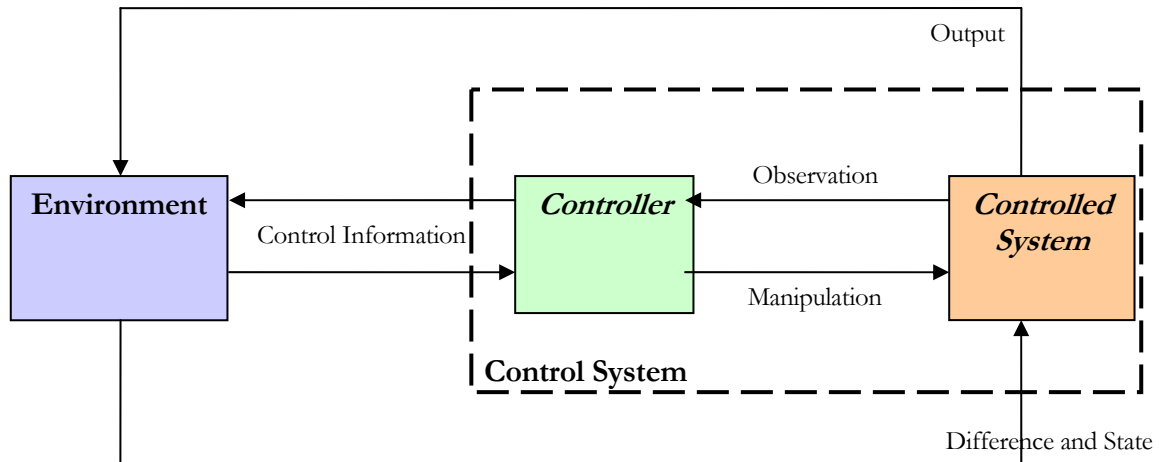 Output
Observation
Environment
Controller
Controlled
System
Control Information
Manipulation
Control System
Difference and State